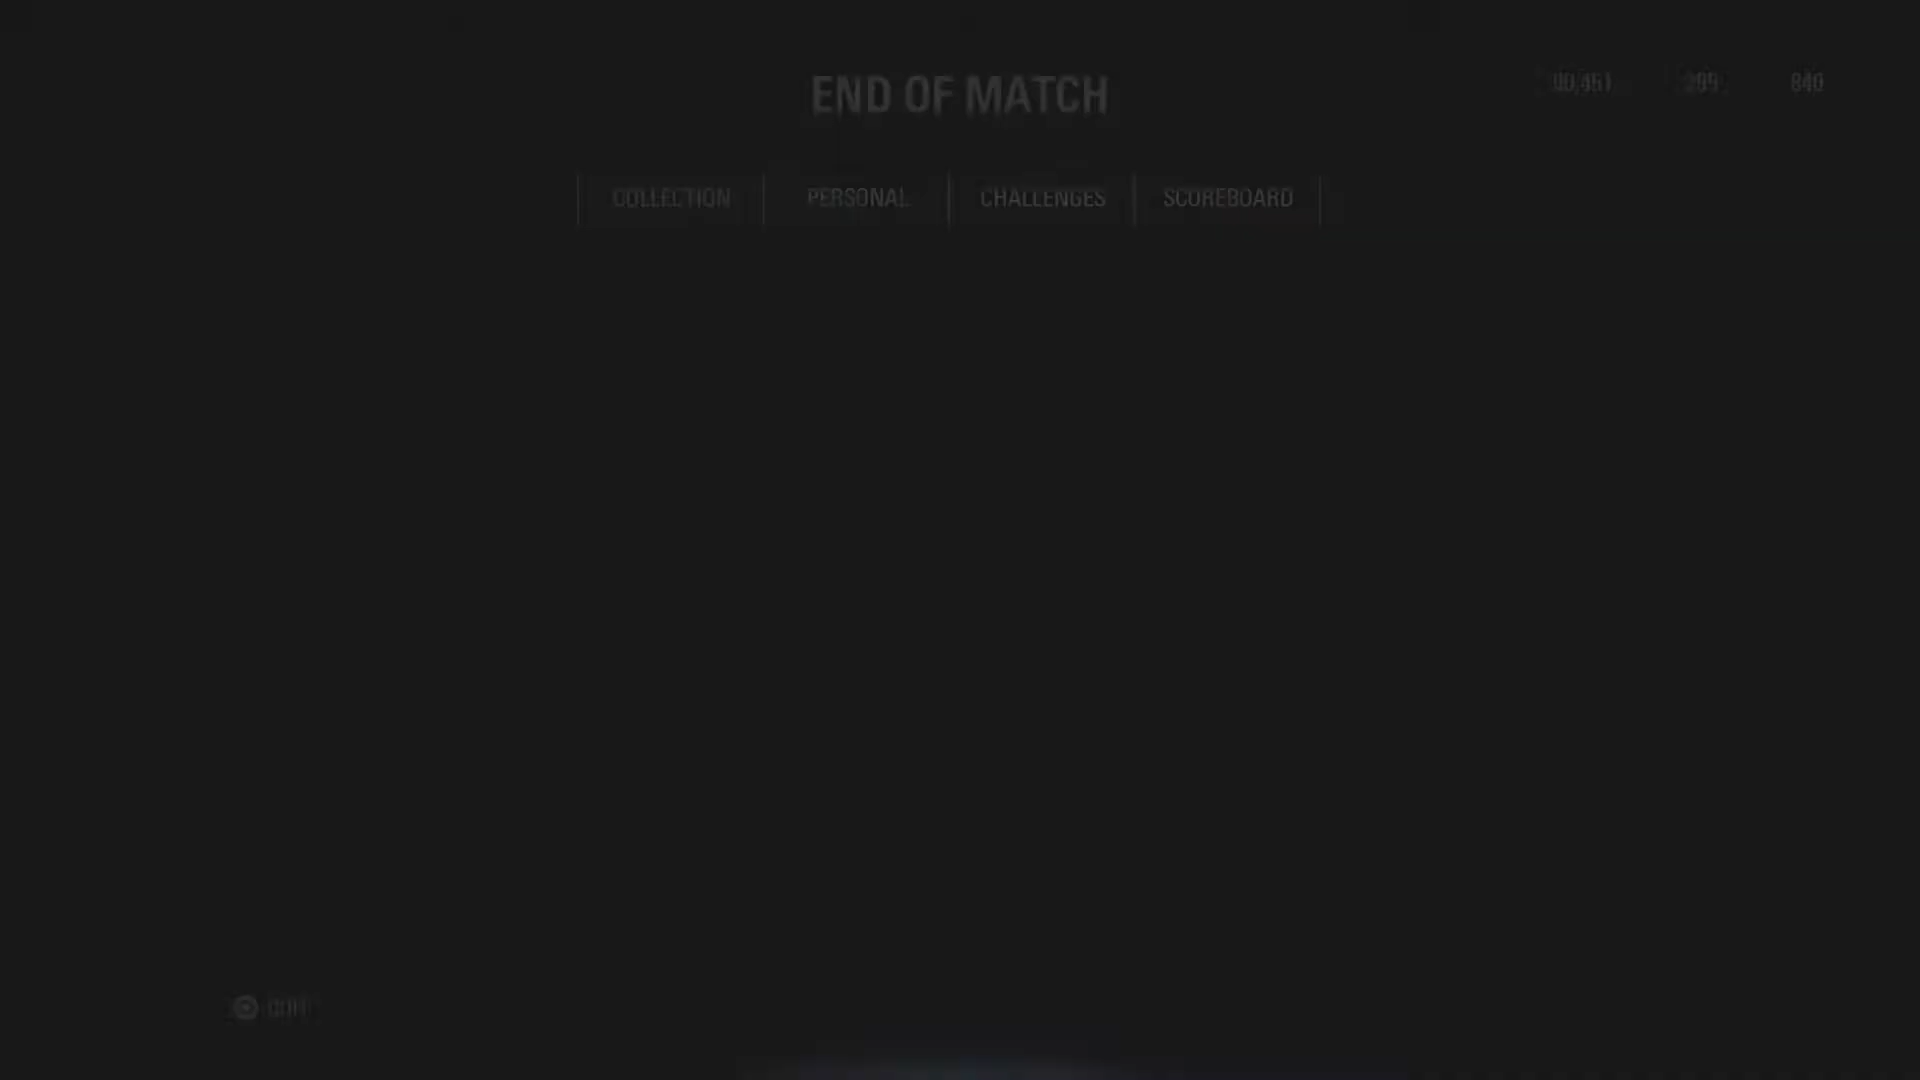 END OF MATCH
COLLECTION
PERSONAL
CHALLENGES
SCOREBOARD